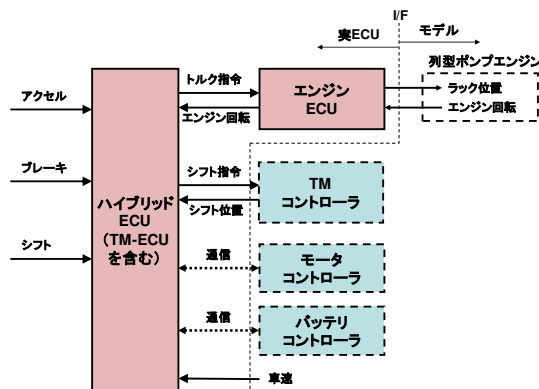 I/F
実ECU
モデル
列型ポンプエンジン
アクセル
トルク指令
エンジン
ECU
ラック位置
エンジン回転
エンジン回転
ブレーキ
シフト指令
シフト位置
TM
コントローラ
ハイブリッド
ECU
(TM-ECU
を含む)
シフト
通信
モータ
コントローラ
通信
バッテリ
コントローラ
車速